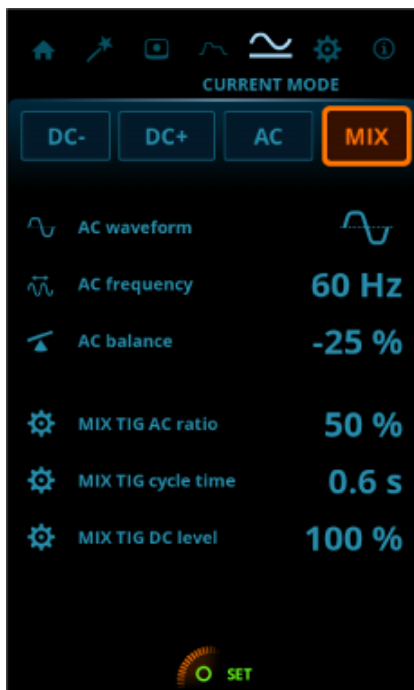 CURRENT MODE
DC- DC+ AC MIX
AC waveform
AC frequency 60 Hz
AC balance -25 %
MIX TIG AC ratio 50 %
MIX TIG cycle time 0.6 s
MIX TIG DC level 100 %
SET